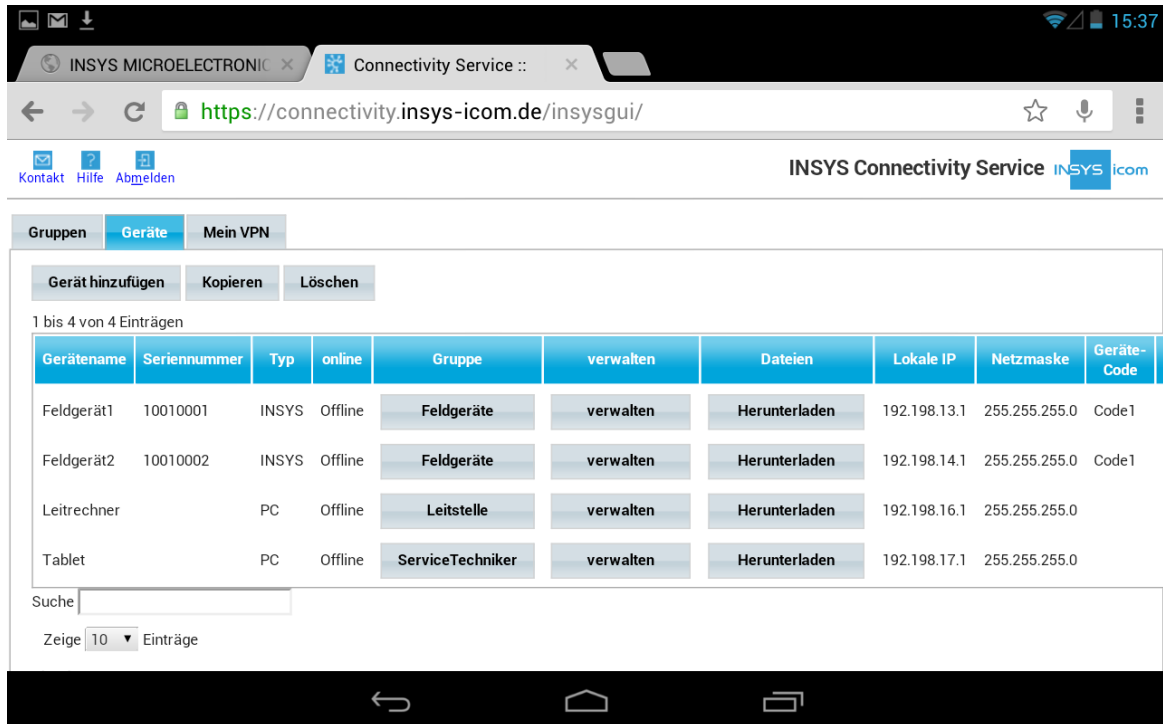 15:37
INSYS MICROELECTRONIC
Connectivity Service ::
https://connectivity.insys-icom.de/insysgui/
Kontakt Hilfe Abmelden
INSYS Connectivity Service INSYS icom
Gruppen Geräte Mein VPN
Gerät hinzufügen Kopieren Löschen
1 bis 4 von 4 Einträgen
Gerätename Seriennummer Typ online Gruppe verwalten Dateien Lokale IP Netzmaske Geräte-
Code
Feldgerät1 10010001 INSYS Offline Feldgeräte verwalten Herunterladen 192.198.13.1 255.255.255.0 Code1
Feldgerät2 10010002 INSYS Offline Feldgeräte verwalten Herunterladen 192.198.14.1 255.255.255.0 Code1
Leitrechner PC Offline Leitstelle verwalten Herunterladen 192.198.16.1 255.255.255.0
Tablet PC Offline ServiceTechniker verwalten Herunterladen 192.198.17.1 255.255.255.0
Suche
Zeige 10 Einträge